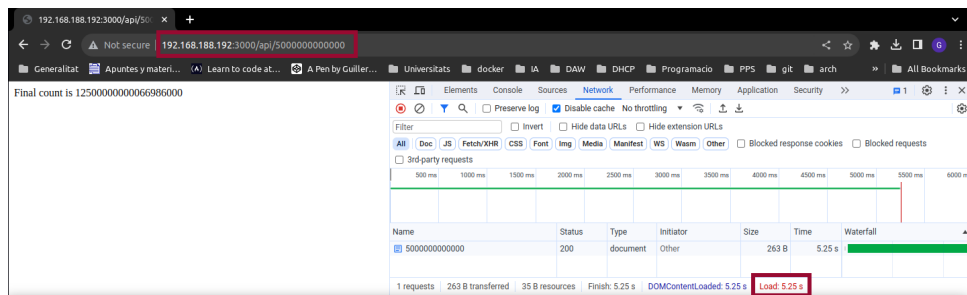 192.168.188.192:3000/api/50
Not secure 192.168.188.192:3000/api/5000000000000
Generalitat Apuntes y materi... Learn to code at... A Pen by Guiller... Universitats docker IA DAW DHCP Programacio PPS git arch » All Bookmarks
Final count is 12500000000066986000
Elements Console Sources Network Performance Memory Application Security 1
Preserve log Disable cache No throttling
Filter Invert Hide data URLs Hide extension URLs
All Doc JS Fetch/XHR CSS Font Img Media Manifest WS Wasm Other Blocked response cookies Blocked requests
3rd-party requests
500 ms 1000 ms 1500 ms 2000 ms 2500 ms 3000 ms 3500 ms 4000 ms 4500 ms 5000 ms 5500 ms 6000 m
Name Status Type Initiator Size Time Waterfall
5000000000000 200 document Other 263 B 5.25 s
1 requests 263 B transferred 35 B resources Finish: 5.25 s DOMContentLoaded: 5.25 s Load: 5.25 s